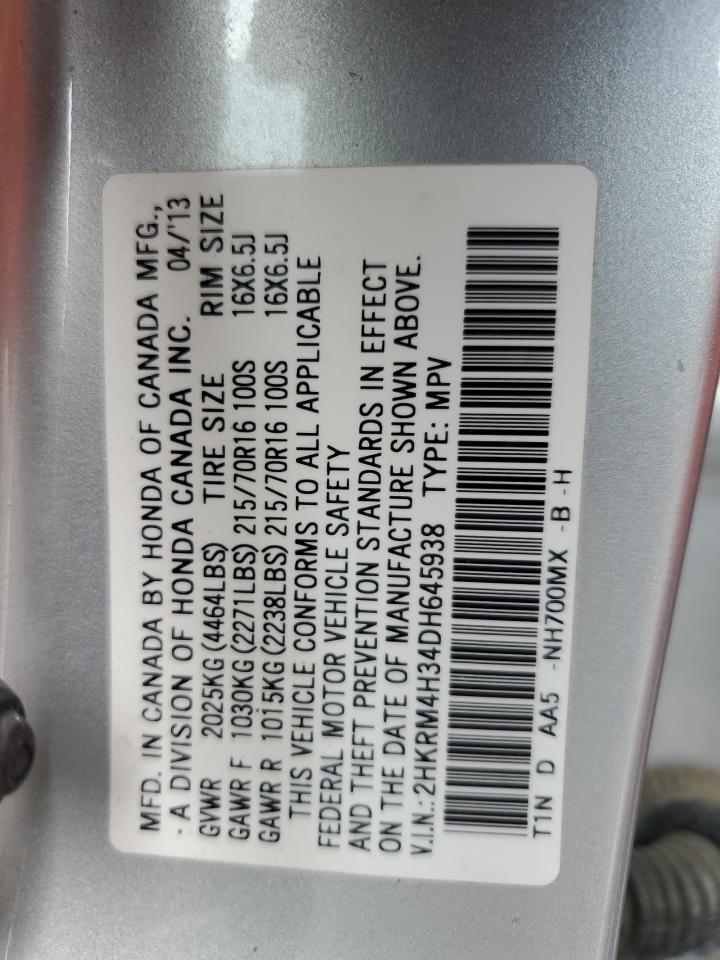 MFD. IN CANADA BY HONDA OF CANADA MFG.,
A DIVISION OF HONDA CANADA INC. 04/'13
GVWR 2025KG(4464LBS) TIRE SIZE RIM SIZE
GAWR F 1030KG(2271LBS) 215/70R16 100S 16X6.5J
GAWR R 1015KG(2238LBS) 215/70R16 100S 16X6.5J
THIS VEHICLE CONFORMS TO ALL APPLICABLE
FEDERAL MOTOR VEHICLE SAFETY
AND THEFT PREVENTION STANDARDS IN EFFECT
ON THE DATE OF MANUFACTURE SHOWN ABOVE.
V.I.N.: 2HKRM4H34DH645938 TYPE: MPV
T1N D AA5 -NH700MX -B -H